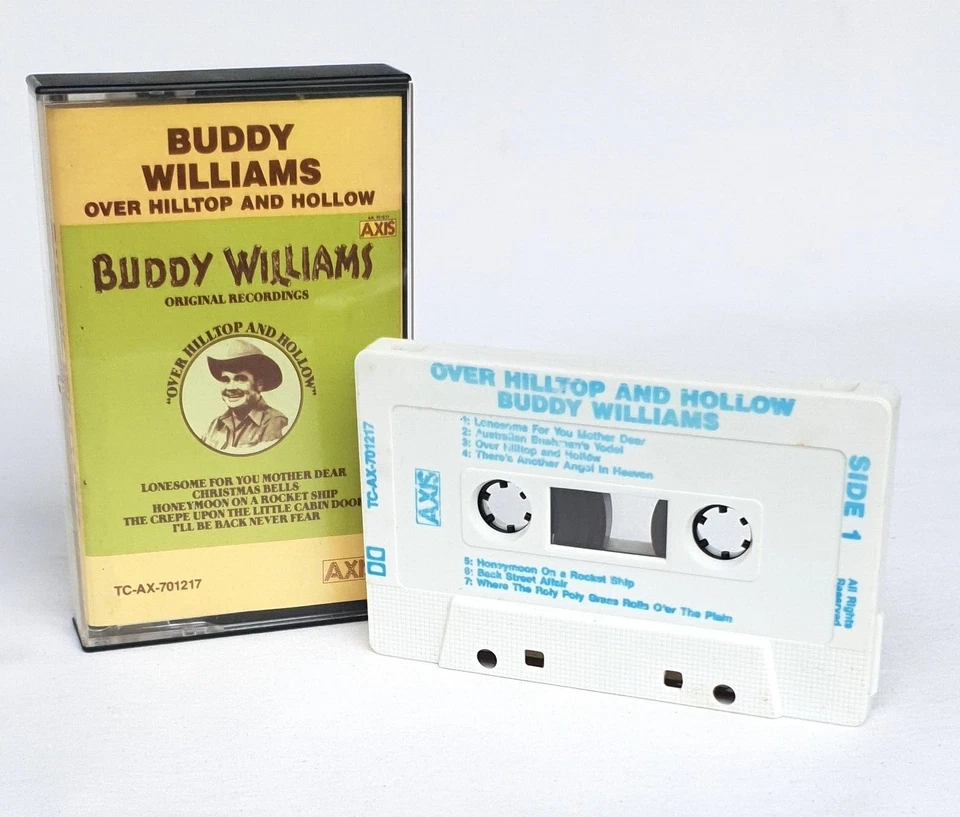 BUDDY
WILLIAMS
OVER HILLTOP AND HOLLOW
AXIS
BUDDY WILLIAMS
ORIGINAL RECORDINGS
"OVER HILLTOP AND HOLLOW"
LONESOME FOR YOU MOTHER DEAR
CHRISTMAS BELLS
HONEYMOON ON A ROCKET SHIP
THE CREPE UPON THE LITTLE CABIN DOOR
I'LL BE BACK NEVER FEAR
AXIS
TC-AX-701217
OVER HILLTOP AND HOLLOW
BUDDY WILLIAMS
1: Lonesome For You Mother Dear
2: Australian Bushman's Yodel
3: Over Hilltop and Hollow
4: There's Another Angel In Heaven
TC-AX-701217
AXIS
SIDE 1
5: Honeymoon On a Rocket Ship
6: Back Street Affair
7: Where The Roly Poly Grass Rolls O'er The Plain
All Rights
Reserved